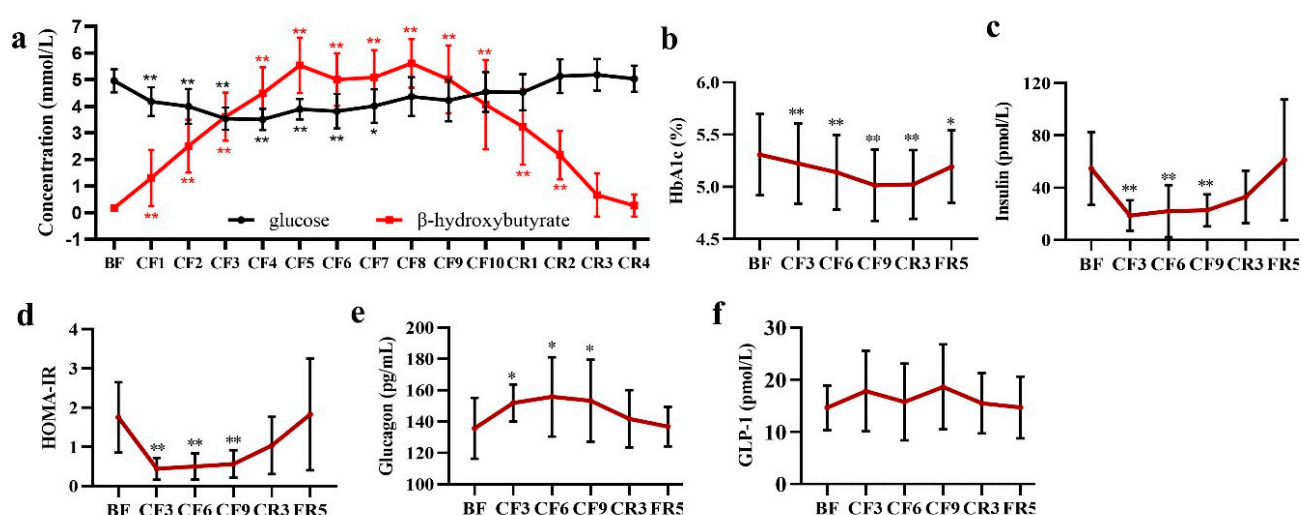 a
Concentration (mmol/L)
7
6
5
4
3
2
1
0
-1
** ** ** ** ** ** ** ** ** **
** ** ** ** ** * ** ** ** **
glucose β-hydroxybutyrate
BF CF1 CF2 CF3 CF4 CF5 CF6 CF7 CF8 CF9 CF10 CR1 CR2 CR3 CR4
b
HbA1c (%)
6.0
5.5
5.0
4.5
** ** ** ** *
BF CF3 CF6 CF9 CR3 FR5
c
Insulin (pmol/L)
120
80
40
0
** ** **
BF CF3 CF6 CF9 CR3 FR5
d
HOMA-IR
4
3
2
1
0
** ** **
BF CF3 CF6 CF9 CR3 FR5
e
Glucagon (pg/mL)
200
180
160
140
120
100
* * *
BF CF3 CF6 CF9 CR3 FR5
f
GLP-1 (pmol/L)
30
20
10
0
BF CF3 CF6 CF9 CR3 FR5